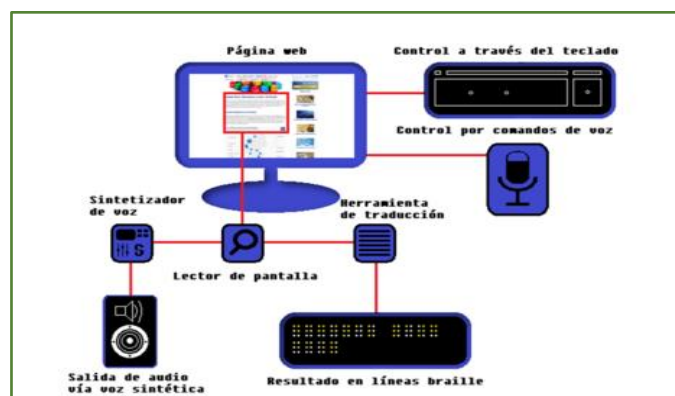 Página web
Control a través del teclado
Control por comandos de voz
Sintetizador
de voz
Herramienta
de traducción
Lector de pantalla
Salida de audio
vía voz sintética
Resultado en líneas braille